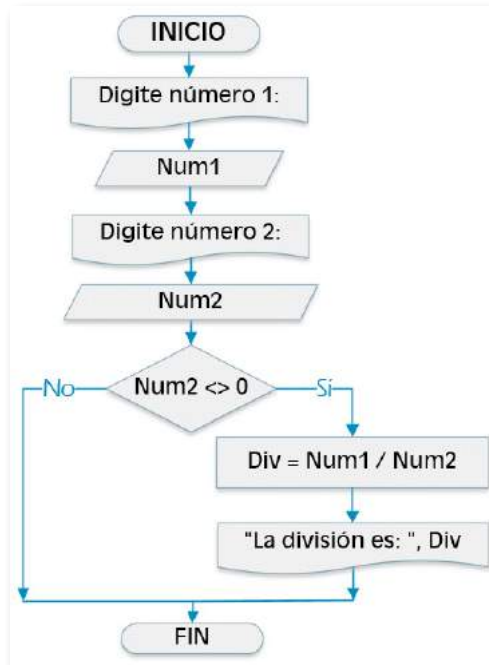 INICIO
Digite número 1:
Num1
Digite número 2:
Num2
Num2 <> 0
No
Sí
Div = Num1 / Num2
"La división es: ", Div
FIN